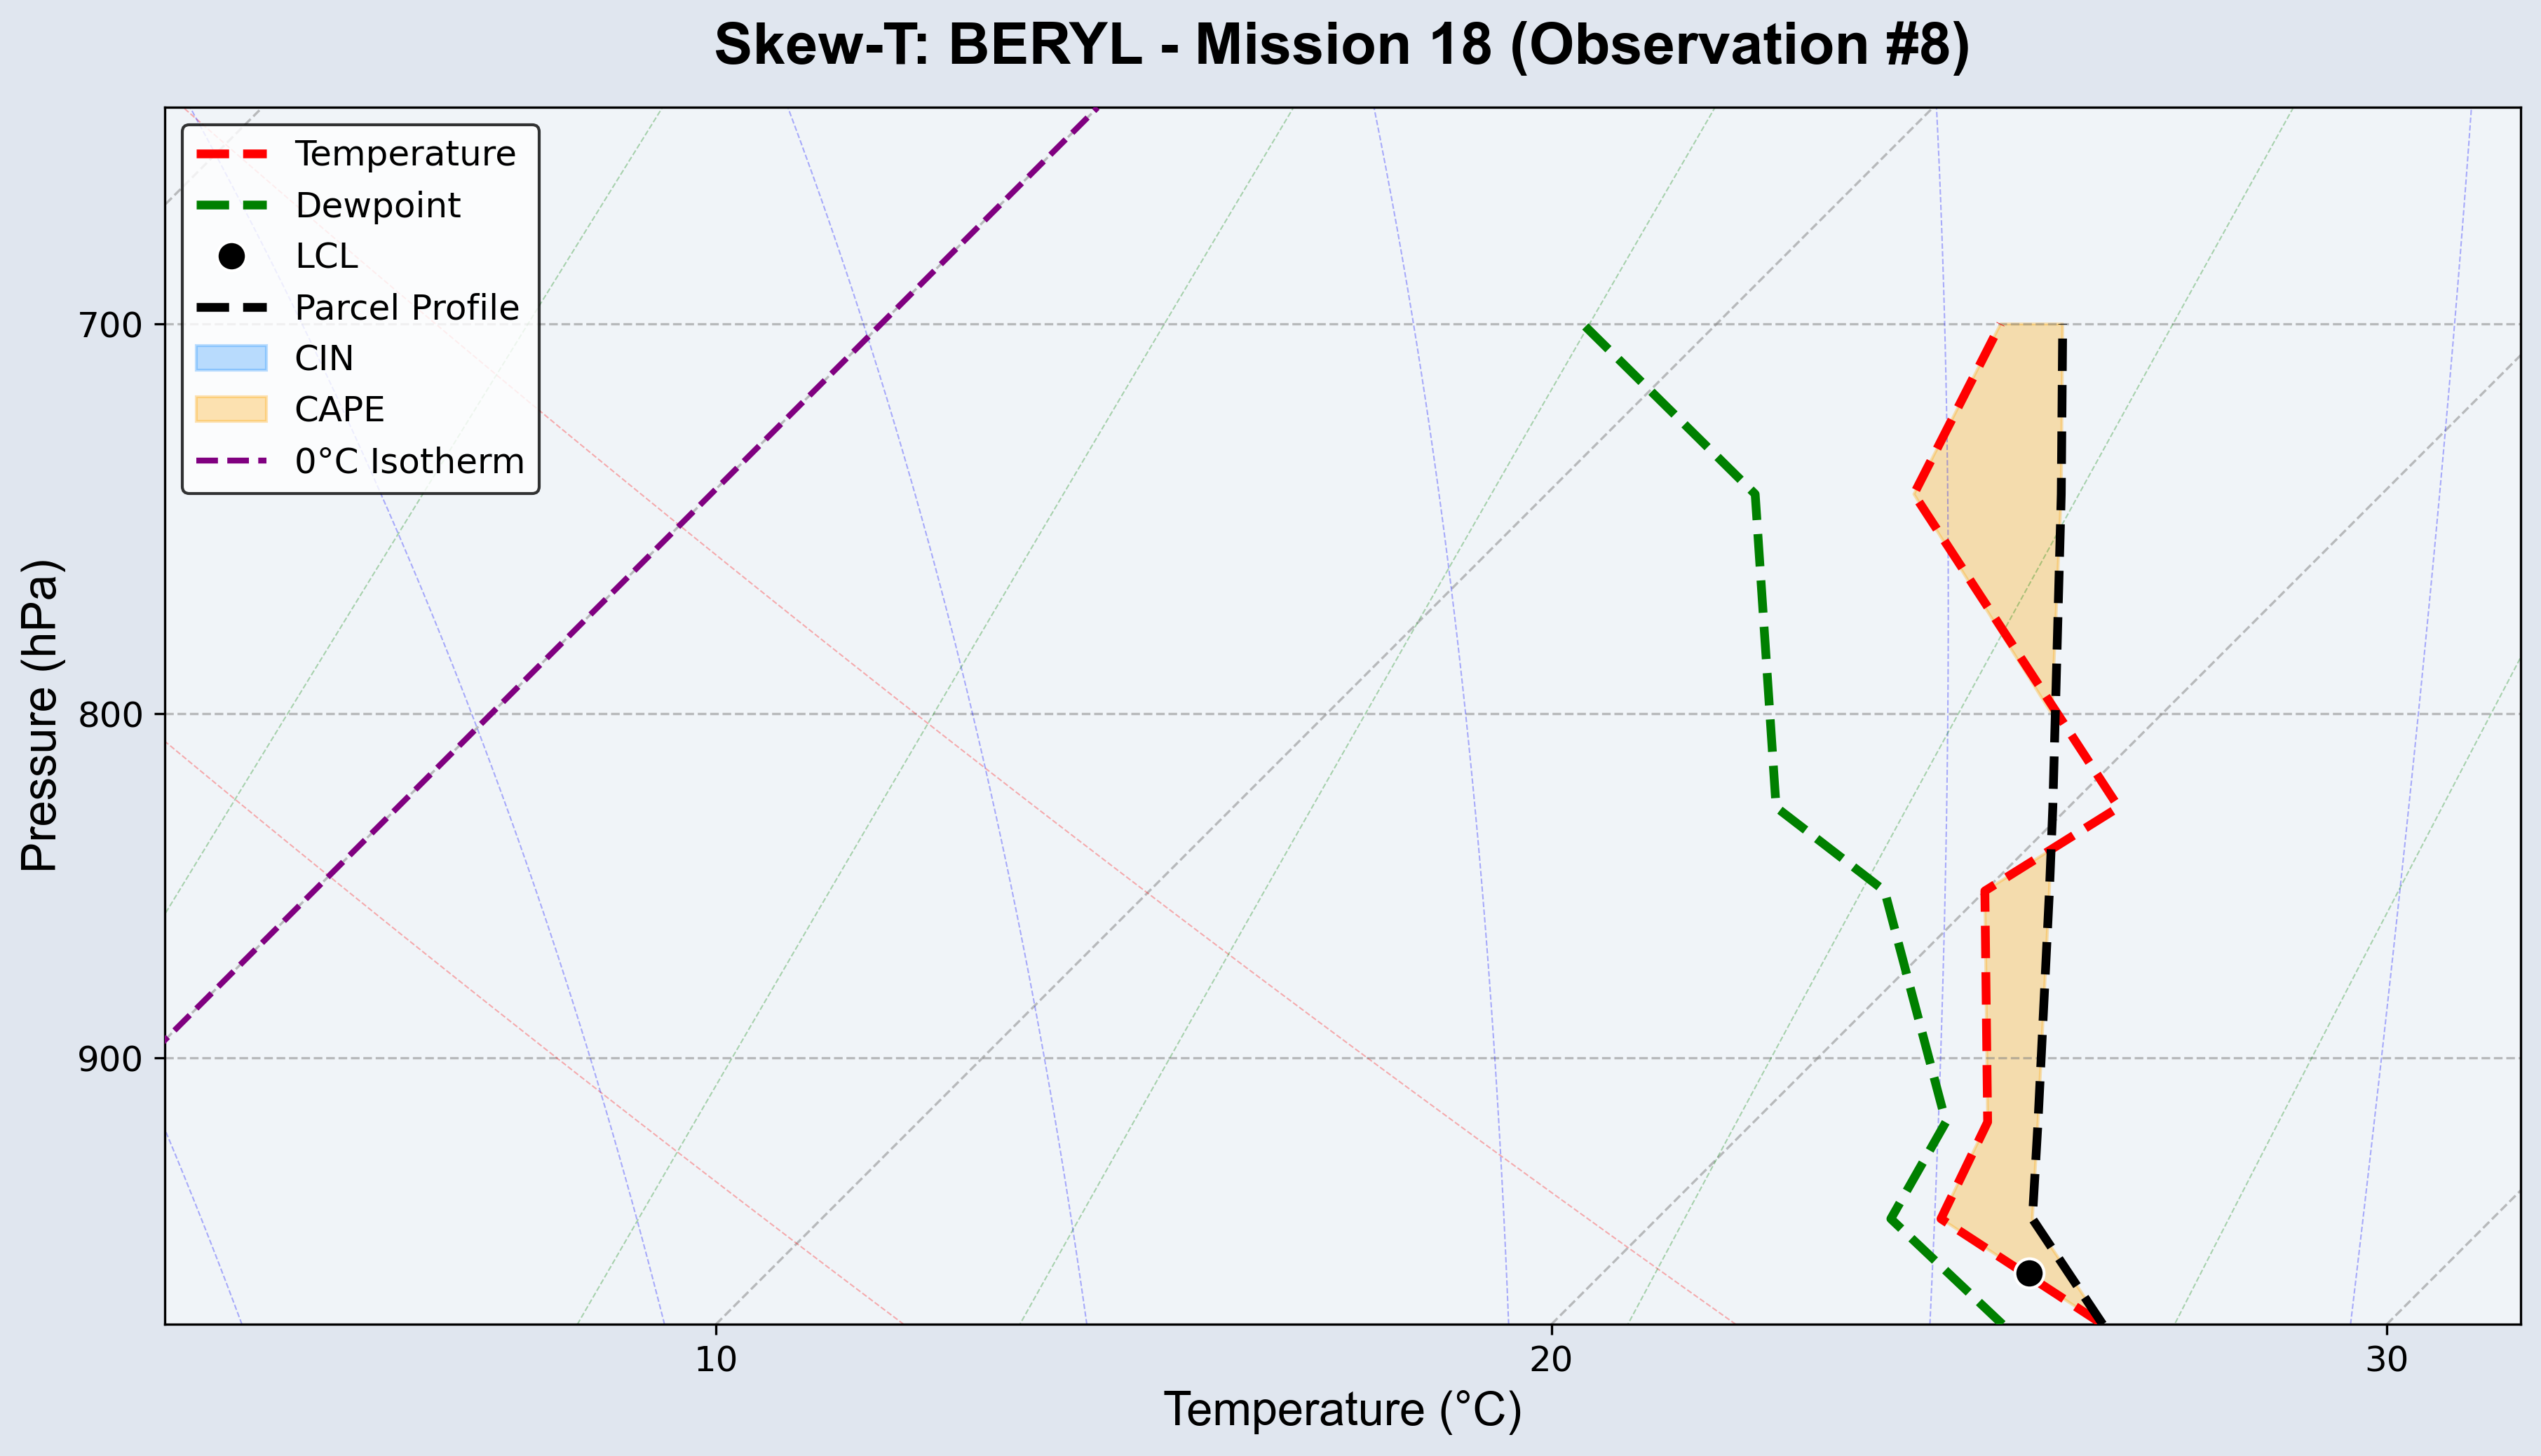 Skew-T: BERYL - Mission 18 (Observation #8)
Temperature
Dewpoint
LCL
Parcel Profile
CIN
CAPE
0°C Isotherm
Pressure (hPa)
700
800
900
10
20
30
Temperature (°C)